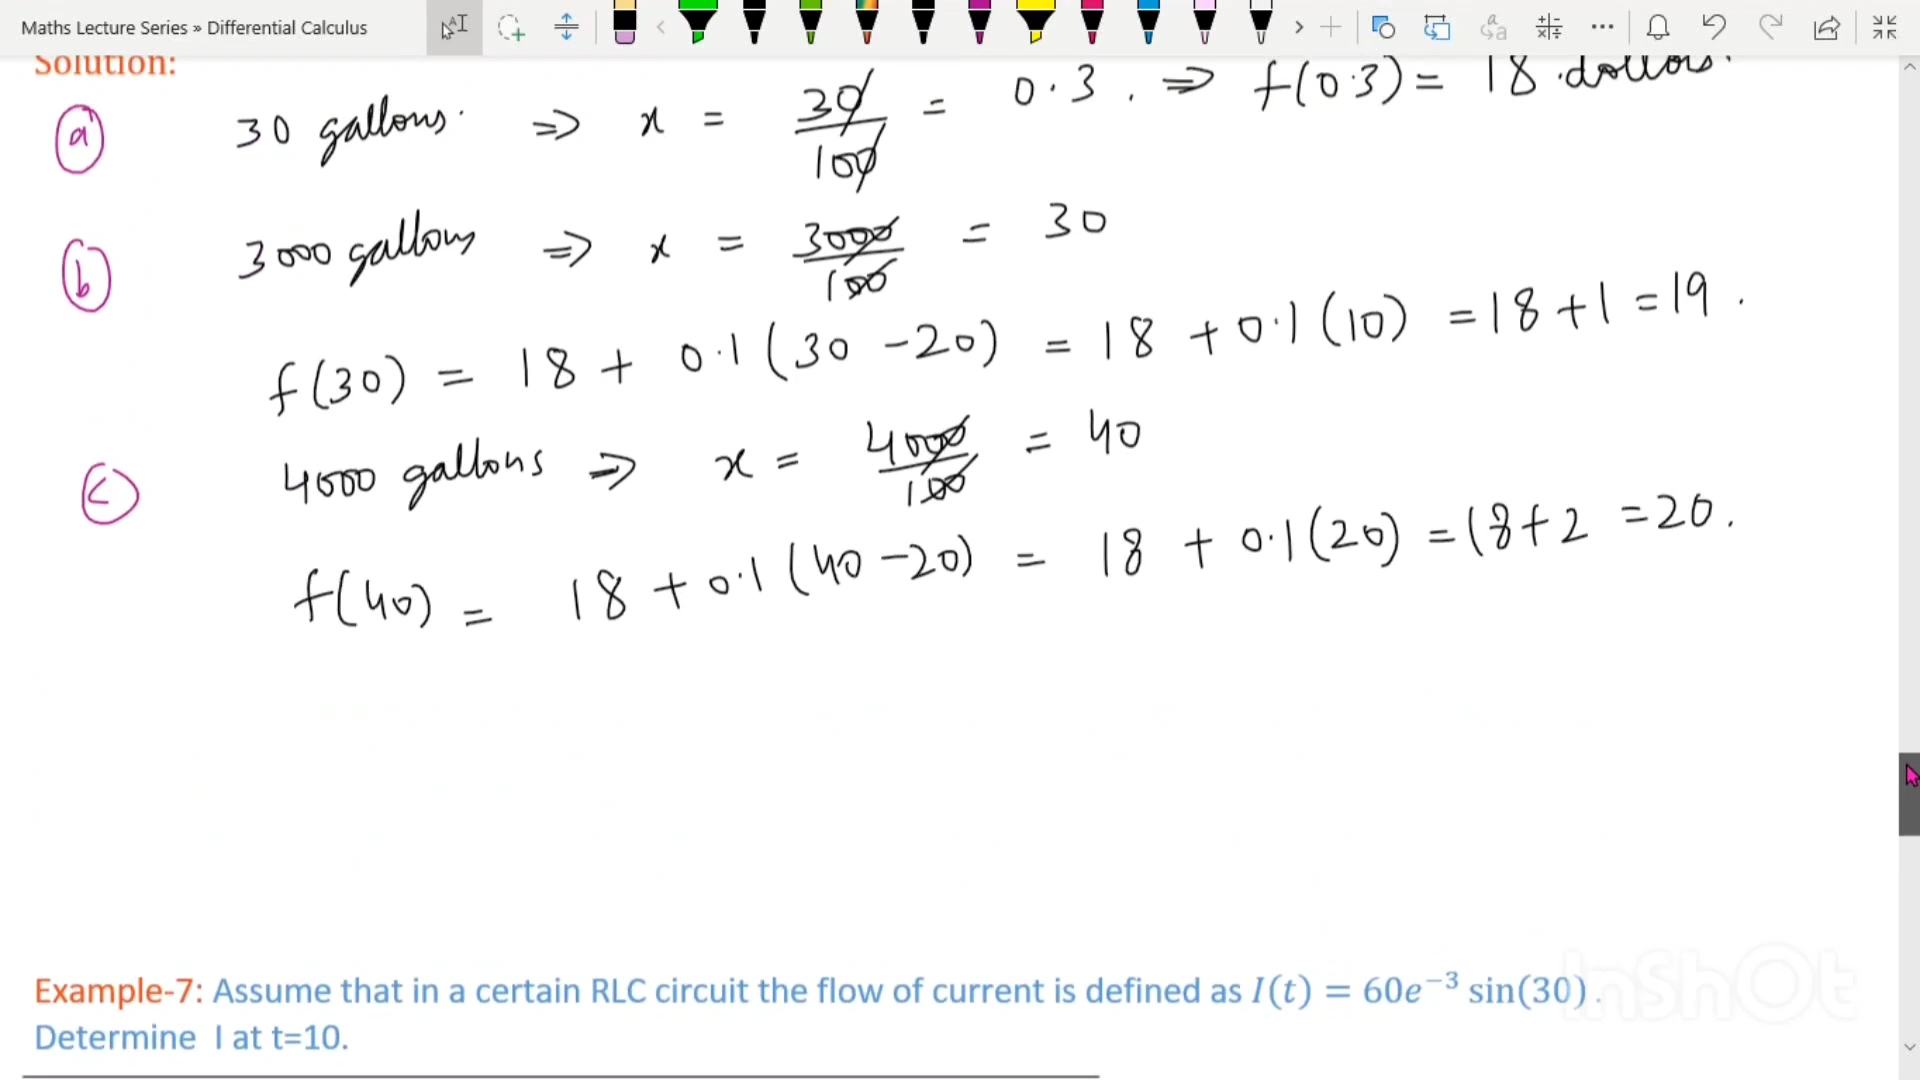 Maths Lecture Series » Differential Calculus
Solution:
(a) 30 gallons. ⇒ x = 30/100 = 0.3. ⇒ f(0.3) = 18 dollars.
(b) 3000 gallons ⇒ x = 3000/100 = 30
f(30) = 18 + 0.1(30 - 20) = 18 + 0.1(10) = 18 + 1 = 19.
(c) 4000 gallons ⇒ x = 4000/100 = 40
f(40) = 18 + 0.1(40 - 20) = 18 + 0.1(20) = 18 + 2 = 20.
InShOt
Example-7: Assume that in a certain RLC circuit the flow of current is defined as I(t) = 60e⁻³ sin(30).
Determine I at t=10.